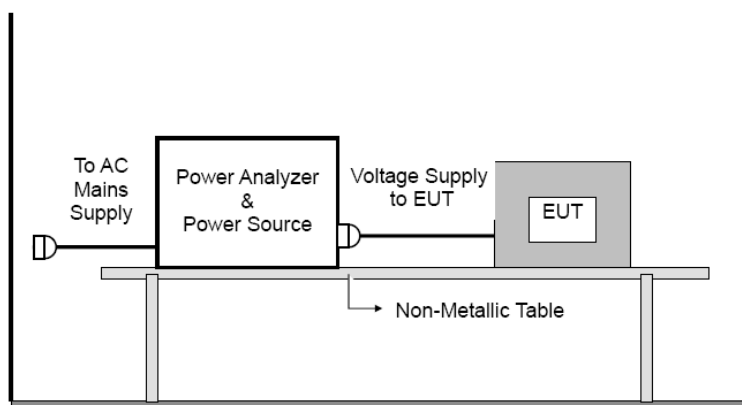 To AC
Mains
Supply
Power Analyzer
&
Power Source
Voltage Supply
to EUT
EUT
Non-Metallic Table